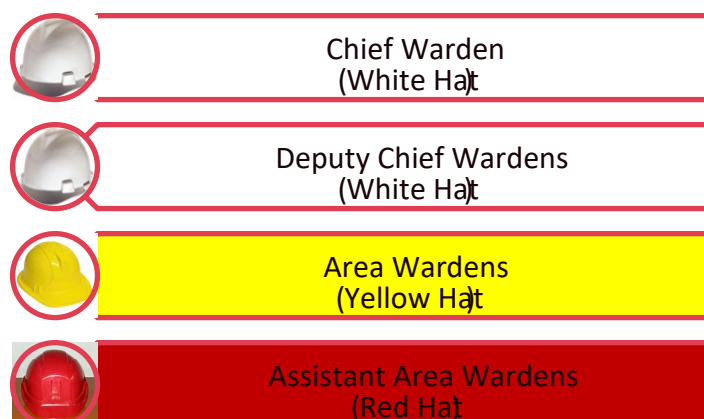 Chief Warden
(White Hat)
Deputy Chief Wardens
(White Hat)
Area Wardens
(Yellow Hat)
Assistant Area Wardens
(Red Hat)